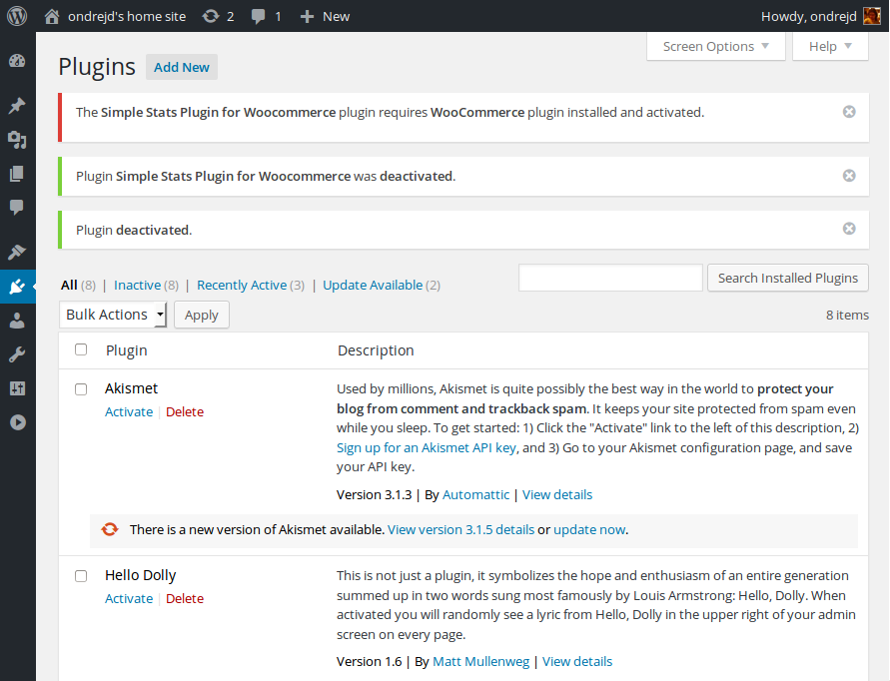 ondrejd's home site 2 1 New Howdy, ondrejd
Screen Options Help
Plugins Add New
The Simple Stats Plugin for Woocommerce plugin requires WooCommerce plugin installed and activated.
Plugin Simple Stats Plugin for Woocommerce was deactivated.
Plugin deactivated.
All (8) | Inactive (8) | Recently Active (3) | Update Available (2)
Search Installed Plugins
Bulk Actions Apply 8 items
Plugin Description
Akismet
Activate | Delete
Used by millions, Akismet is quite possibly the best way in the world to protect your
blog from comment and trackback spam. It keeps your site protected from spam even
while you sleep. To get started: 1) Click the "Activate" link to the left of this description, 2)
Sign up for an Akismet API key, and 3) Go to your Akismet configuration page, and save
your API key.
Version 3.1.3 | By Automattic | View details
There is a new version of Akismet available. View version 3.1.5 details or update now.
Hello Dolly
Activate | Delete
This is not just a plugin, it symbolizes the hope and enthusiasm of an entire generation
summed up in two words sung most famously by Louis Armstrong: Hello, Dolly. When
activated you will randomly see a lyric from Hello, Dolly in the upper right of your admin
screen on every page.
Version 1.6 | By Matt Mullenweg | View details